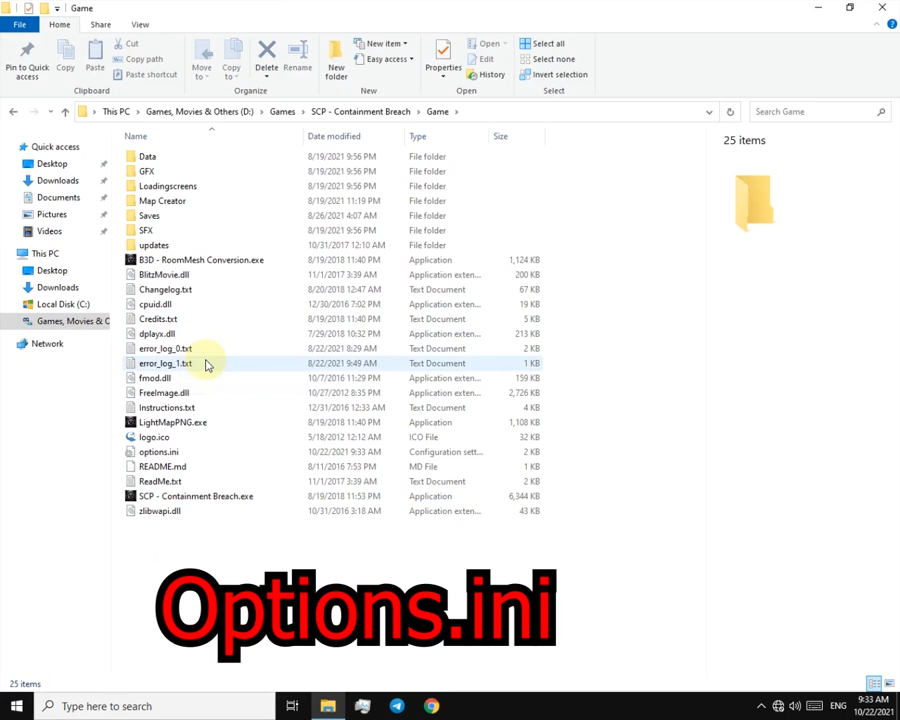 Game
File Home Share View
Pin to Quick access
Copy
Paste
Cut
Copy path
Paste shortcut
Clipboard
Move to
Copy to
Delete
Rename
Organize
New folder
New item
Easy access
New
Properties
Open
Edit
History
Open
Select all
Select none
Invert selection
Select
This PC Games, Movies & Others (D:) Games SCP - Containment Breach Game
Search Game
Quick access
Desktop
Downloads
Documents
Pictures
Videos
This PC
Desktop
Downloads
Local Disk (C:)
Games, Movies & O
Network
Name Date modified Type Size
Data 8/19/2021 9:56 PM File folder
GFX 8/19/2021 9:56 PM File folder
Loadingscreens 8/19/2021 9:56 PM File folder
Map Creator 8/19/2021 11:19 PM File folder
Saves 8/26/2021 4:07 AM File folder
SFX 8/19/2021 9:56 PM File folder
updates 10/31/2017 12:10 AM File folder
B3D - RoomMesh Conversion.exe 8/19/2018 11:40 PM Application 1,124 KB
BlitzMovie.dll 11/1/2017 3:39 AM Application exten... 200 KB
Changelog.txt 8/20/2018 12:47 AM Text Document 67 KB
cpuid.dll 12/30/2016 7:02 PM Application exten... 19 KB
Credits.txt 8/19/2018 11:40 PM Text Document 5 KB
dplayx.dll 7/29/2018 10:32 PM Application exten... 213 KB
error_log_0.txt 8/22/2021 8:29 AM Text Document 2 KB
error_log_1.txt 8/22/2021 9:49 AM Text Document 1 KB
fmod.dll 10/7/2016 11:29 PM Application exten... 159 KB
FreeImage.dll 10/27/2012 8:35 PM Application exten... 2,726 KB
Instructions.txt 12/31/2016 12:33 AM Text Document 4 KB
LightMapPNG.exe 8/19/2018 11:40 PM Application 1,108 KB
logo.ico 5/18/2012 12:12 AM ICO File 32 KB
options.ini 10/22/2021 9:33 AM Configuration sett... 2 KB
README.md 8/11/2016 7:53 PM MD File 1 KB
ReadMe.txt 11/1/2017 3:39 AM Text Document 1 KB
SCP - Containment Breach.exe 8/19/2018 11:53 PM Application 6,344 KB
zlibwapi.dll 10/31/2016 3:18 AM Application exten... 43 KB
25 items
Options.ini
25 items
Type here to search
ENG
9:33 AM
10/22/2021